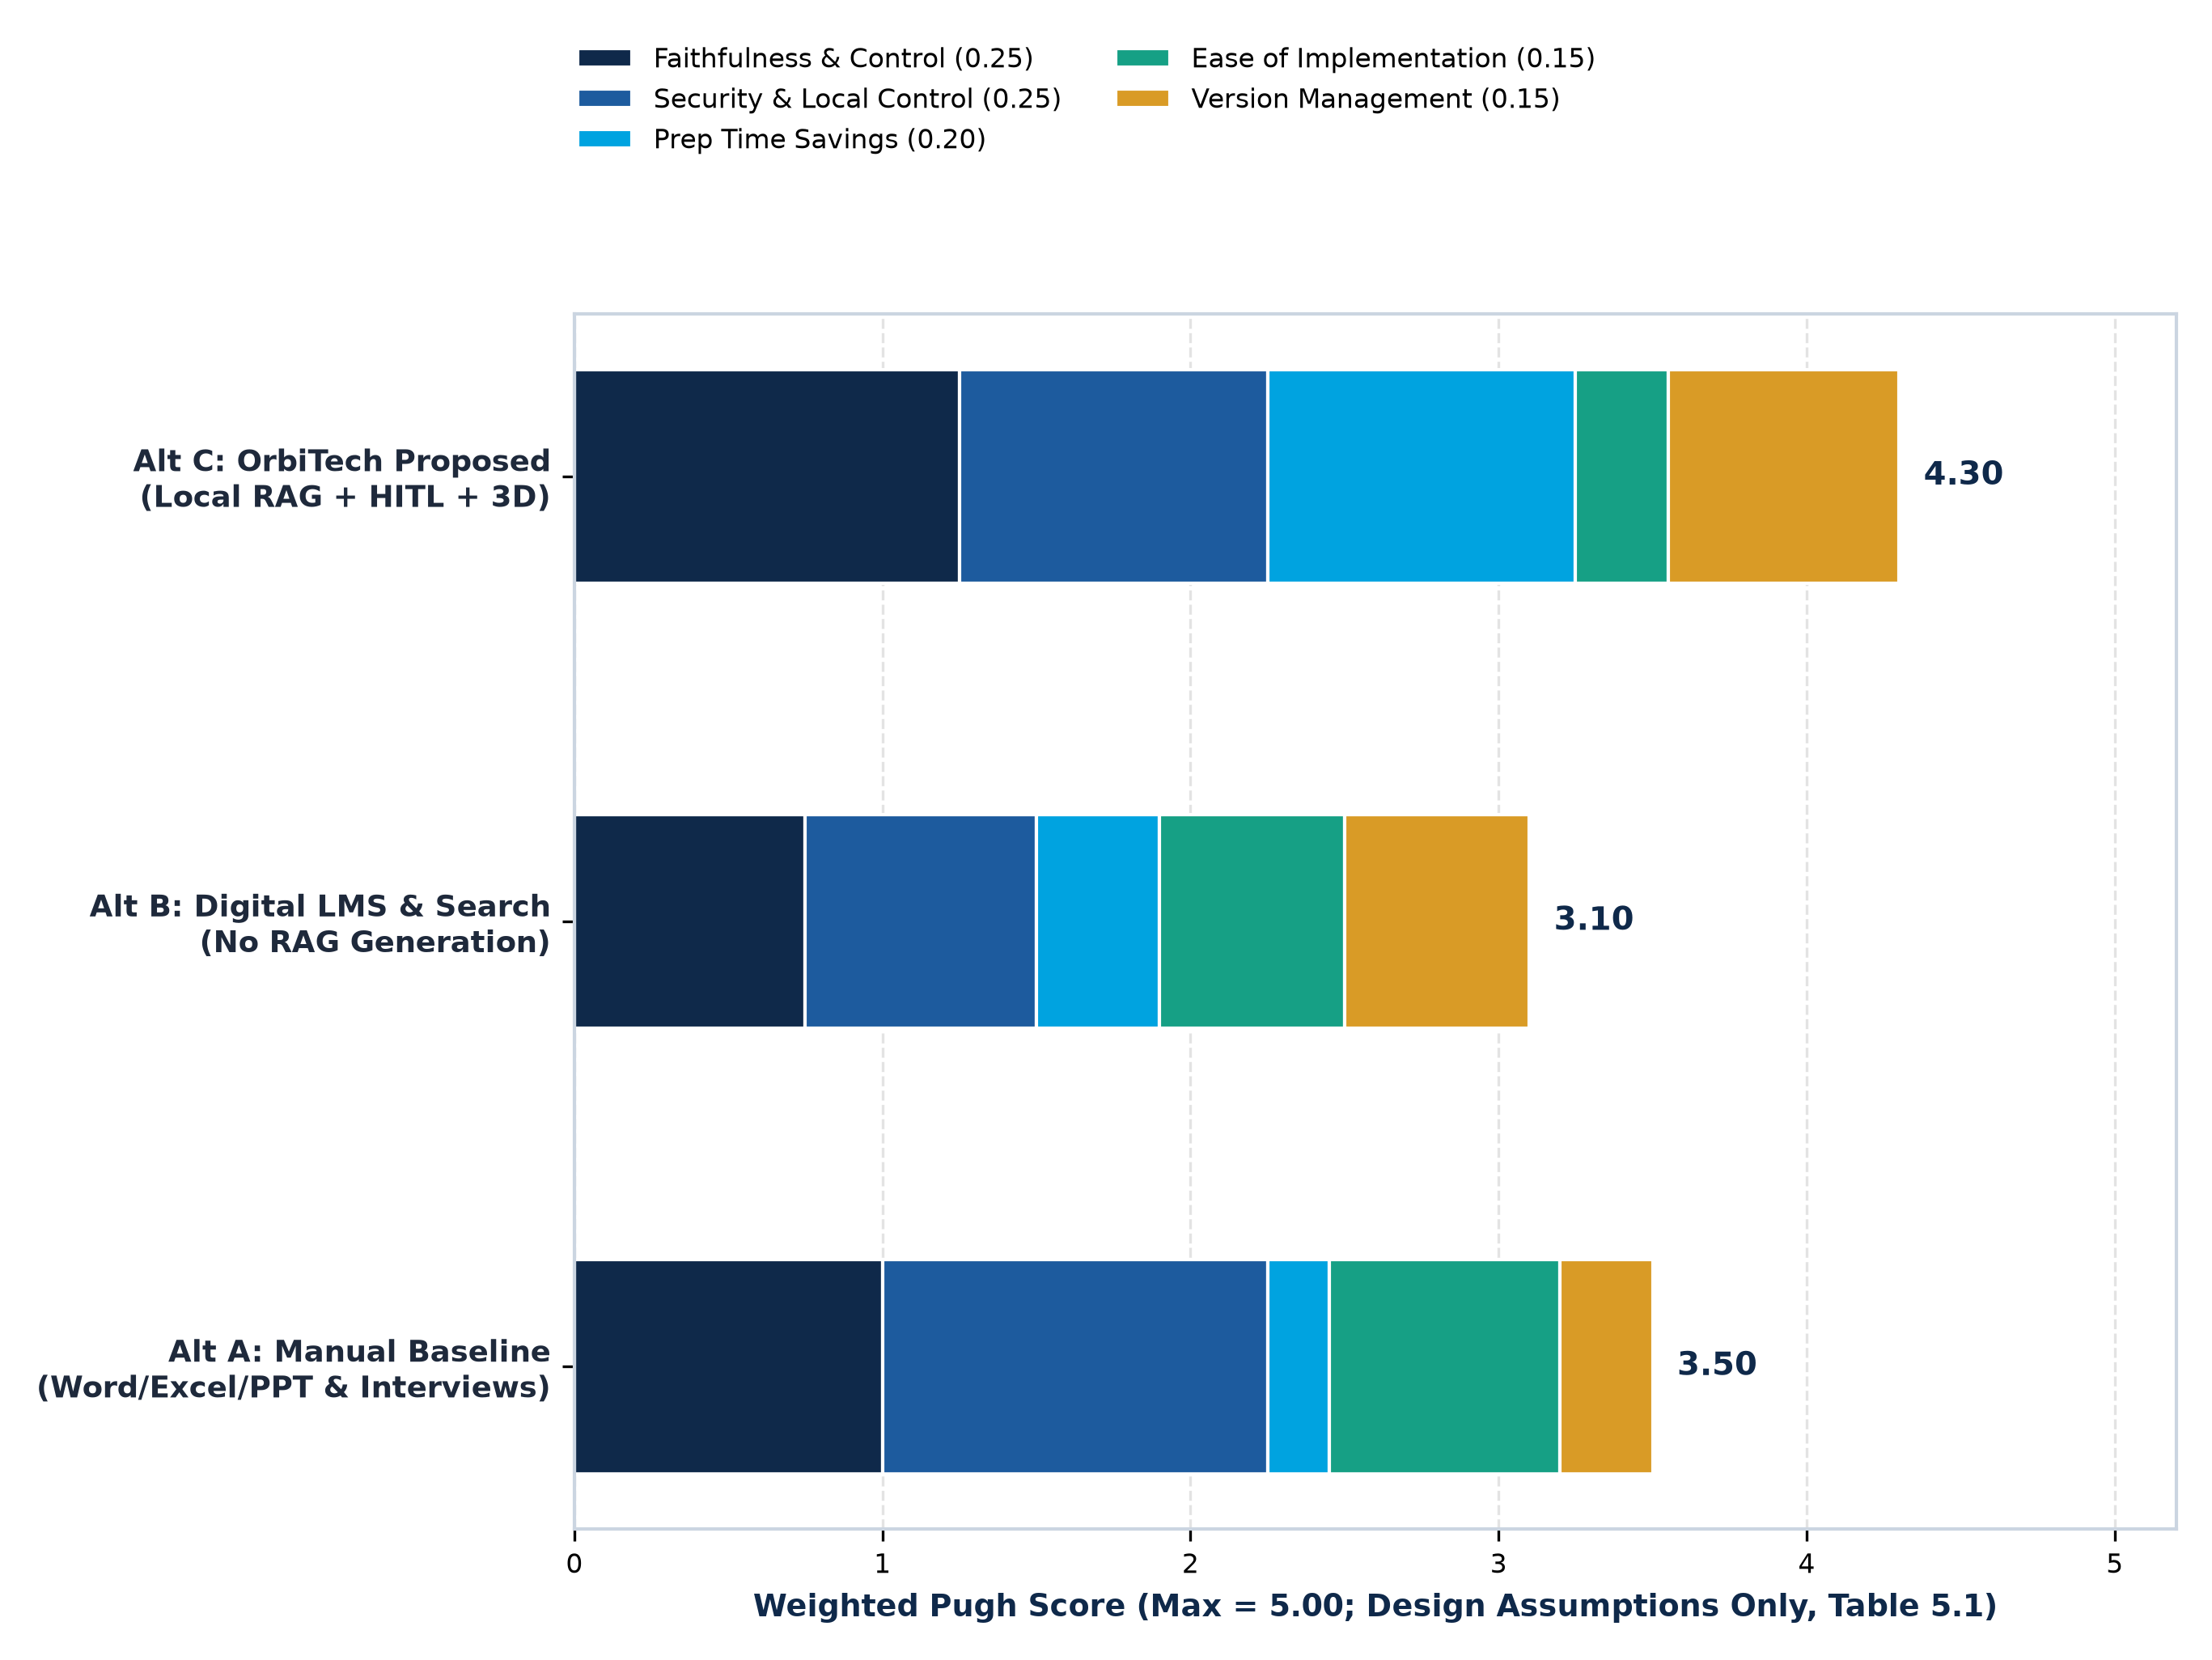 Faithfulness & Control (0.25)
Security & Local Control (0.25)
Prep Time Savings (0.20)
Ease of Implementation (0.15)
Version Management (0.15)
Alt C: OrbiTech Proposed
(Local RAG + HITL + 3D)
4.30
Alt B: Digital LMS & Search
(No RAG Generation)
3.10
Alt A: Manual Baseline
(Word/Excel/PPT & Interviews)
3.50
0 1 2 3 4 5
Weighted Pugh Score (Max = 5.00; Design Assumptions Only, Table 5.1)